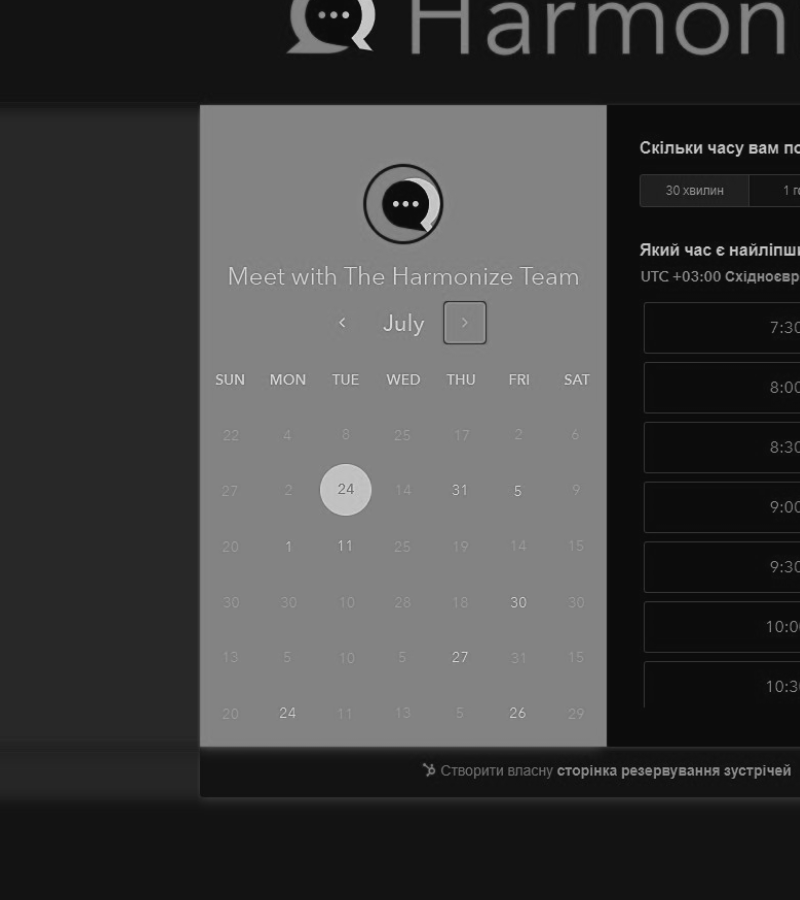 Harmon
Meet with The Harmonize Team
July
SUN MON TUE WED THU FRI SAT
22 4 8 25 17 2 6
27 2 24 14 31 5 9
20 1 11 25 19 14 15
30 30 10 28 18 30 30
13 5 10 5 27 31 15
20 24 11 13 5 26 29
Скільки часу вам по
30 хвилин 1 го
Який час є найліпши
UTC +03:00 Східноєвр
7:30
8:00
8:30
9:00
9:30
10:00
10:30
Створити власну сторінка резервування зустрічей